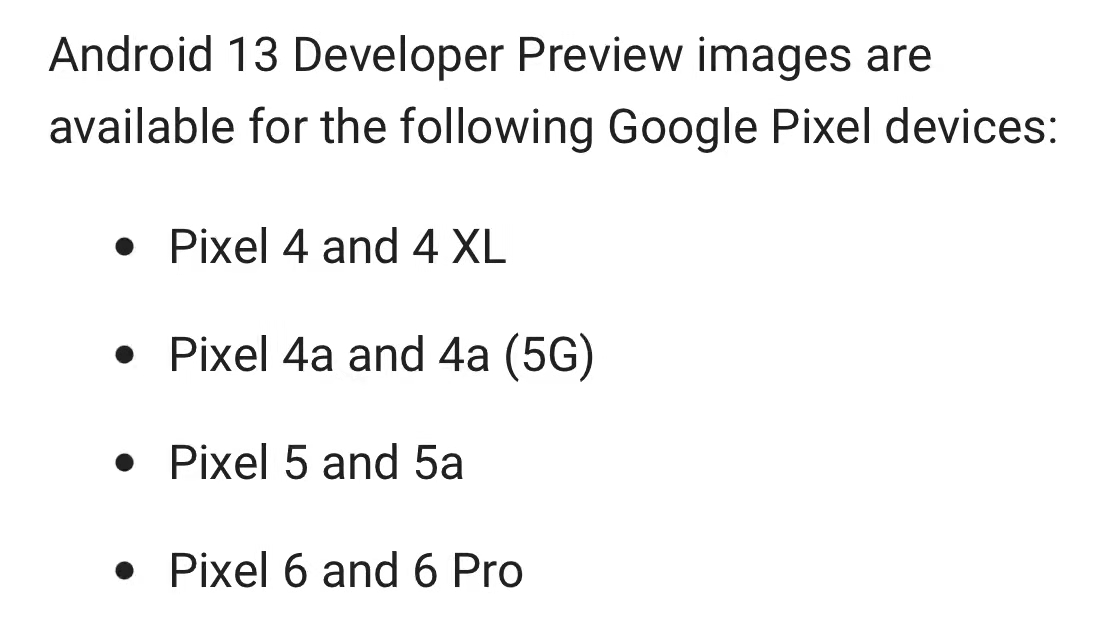 Android 13 Developer Preview images are
available for the following Google Pixel devices:
• Pixel 4 and 4 XL
• Pixel 4a and 4a (5G)
• Pixel 5 and 5a
• Pixel 6 and 6 Pro